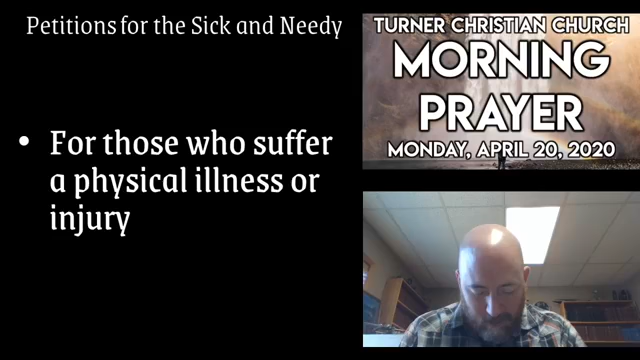 Petitions for the Sick and Needy
• For those who suffer
a physical illness or
injury
TURNER CHRISTIAN CHURCH
MORNING
PRAYER
MONDAY, APRIL 20, 2020